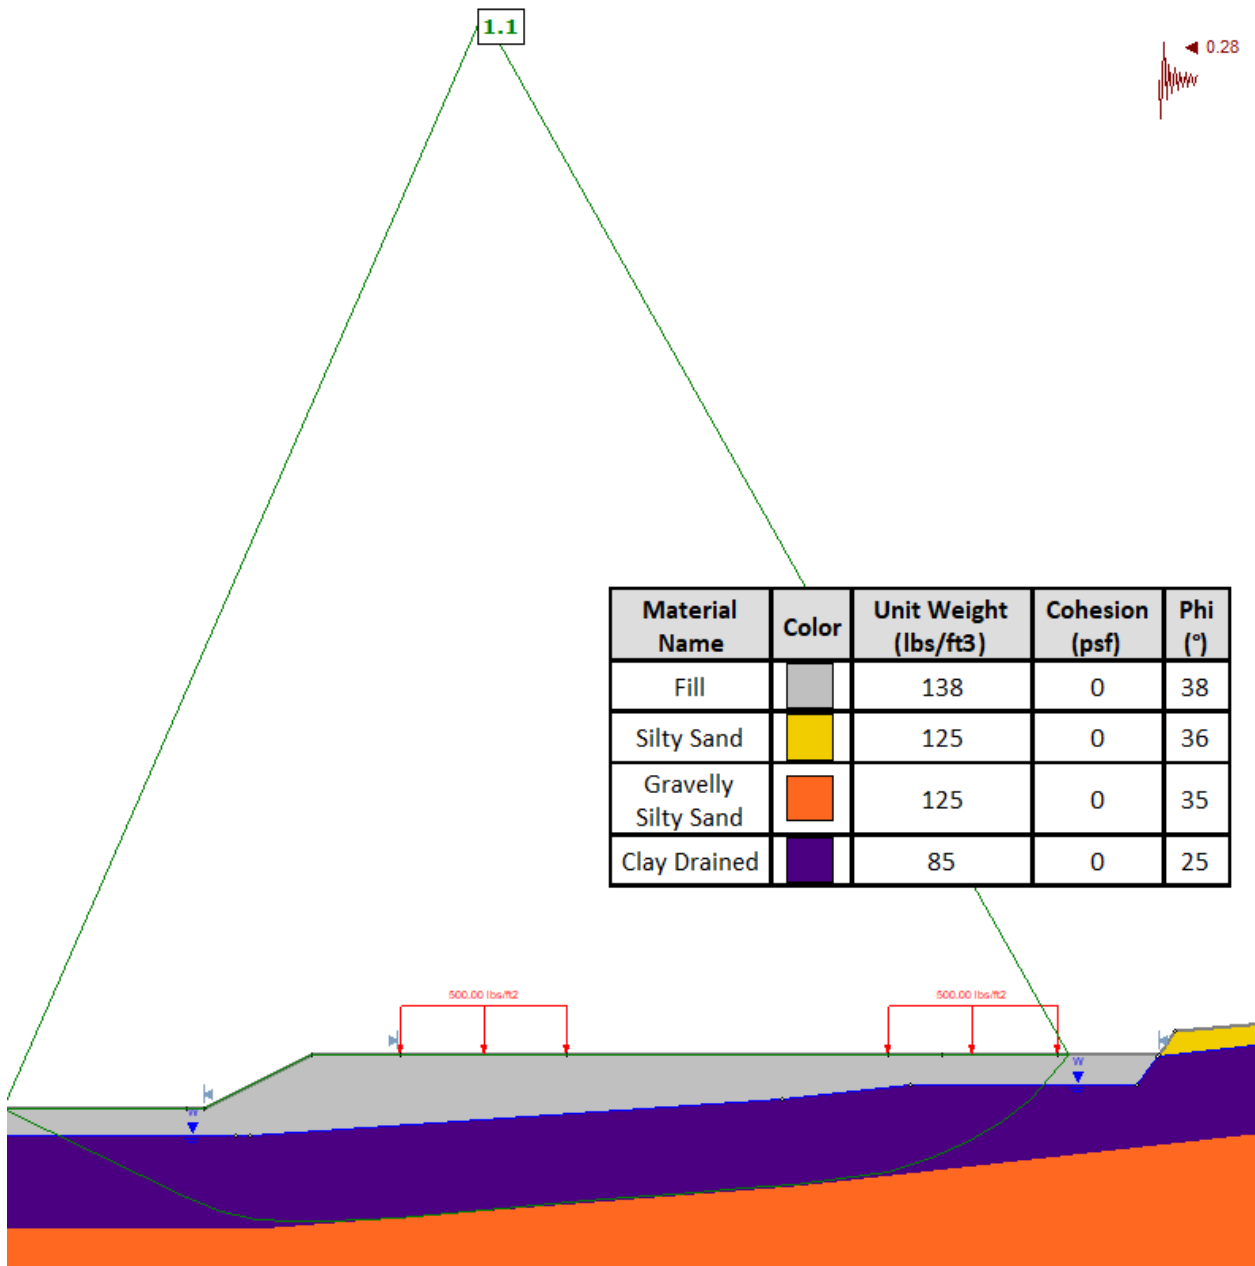 1.1
0.28
Material Name Color Unit Weight (lbs/ft3) Cohesion (psf) Phi (°)
Fill 138 0 38
Silty Sand 125 0 36
Gravelly Silty Sand 125 0 35
Clay Drained 85 0 25
500.00 lbs/ft2 500.00 lbs/ft2
W
W